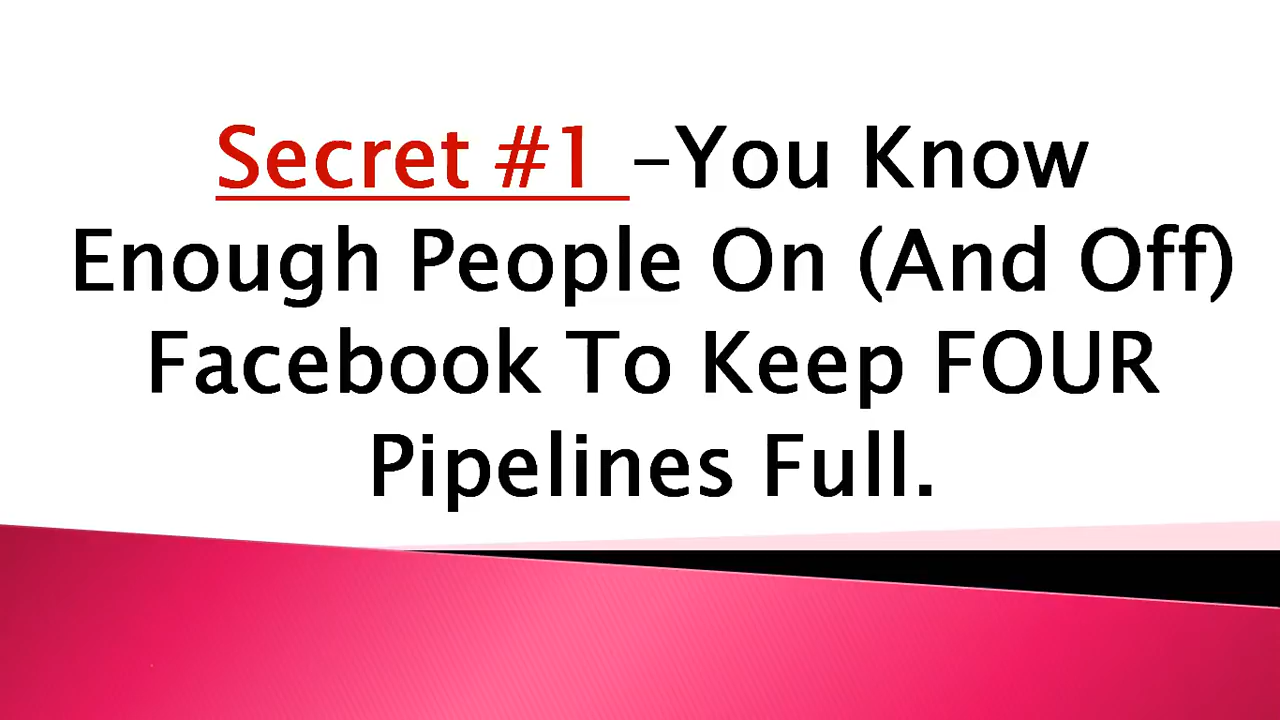 Secret #1 -You Know
Enough People On (And Off)
Facebook To Keep FOUR
Pipelines Full.